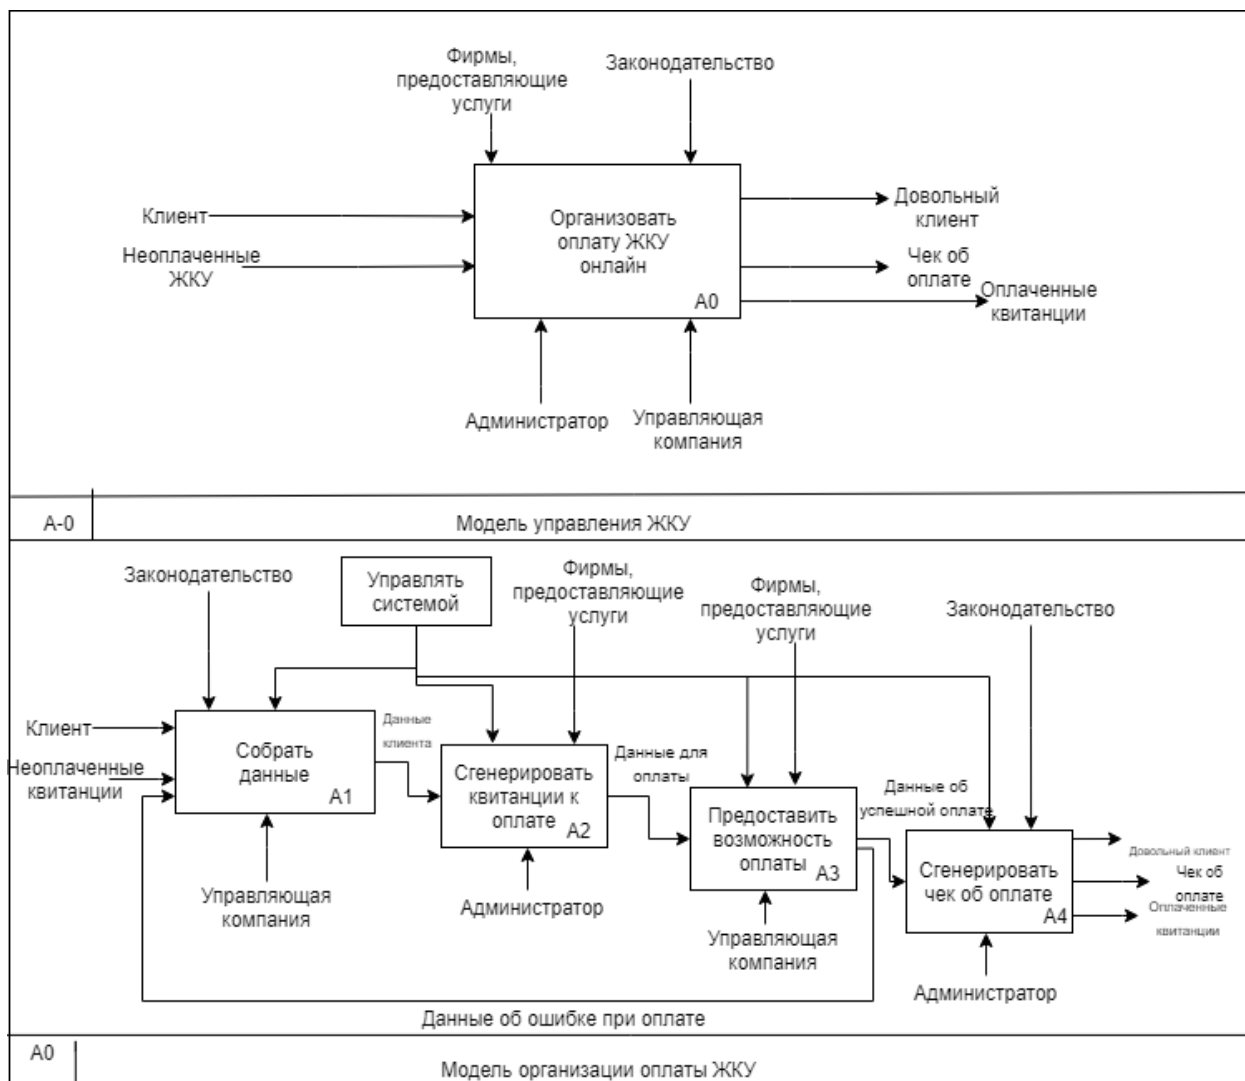 Фирмы,
предоставляющие
услуги
Законодательство
Клиент
Неоплаченные
ЖКУ
Организовать
оплату ЖКУ
онлайн
A0
Довольный
клиент
Чек об
оплате
Оплаченные
квитанции
Администратор
Управляющая
компания
A-0
Модель управления ЖКУ
Законодательство
Управлять
системой
Фирмы,
предоставляющие
услуги
Фирмы,
предоставляющие
услуги
Законодательство
Клиент
Неоплаченные
квитанции
Собрать
данные
A1
Данные
клиента
Сгенерировать
квитанции к
оплате
A2
Данные для
оплаты
Предоставить
возможность
оплаты
A3
Данные об
успешной оплате
Сгенерировать
чек об оплате
A4
Довольный клиент
Чек об
оплате
Оплаченные
квитанции
Управляющая
компания
Администратор
Управляющая
компания
Администратор
Данные об ошибке при оплате
A0
Модель организации оплаты ЖКУ